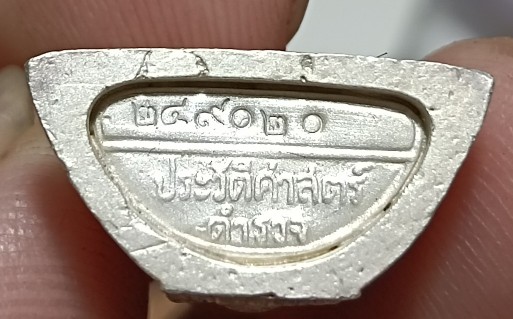 ๒๔๙๐๒๐
ประวัติศาสตร์
ตำรวจ